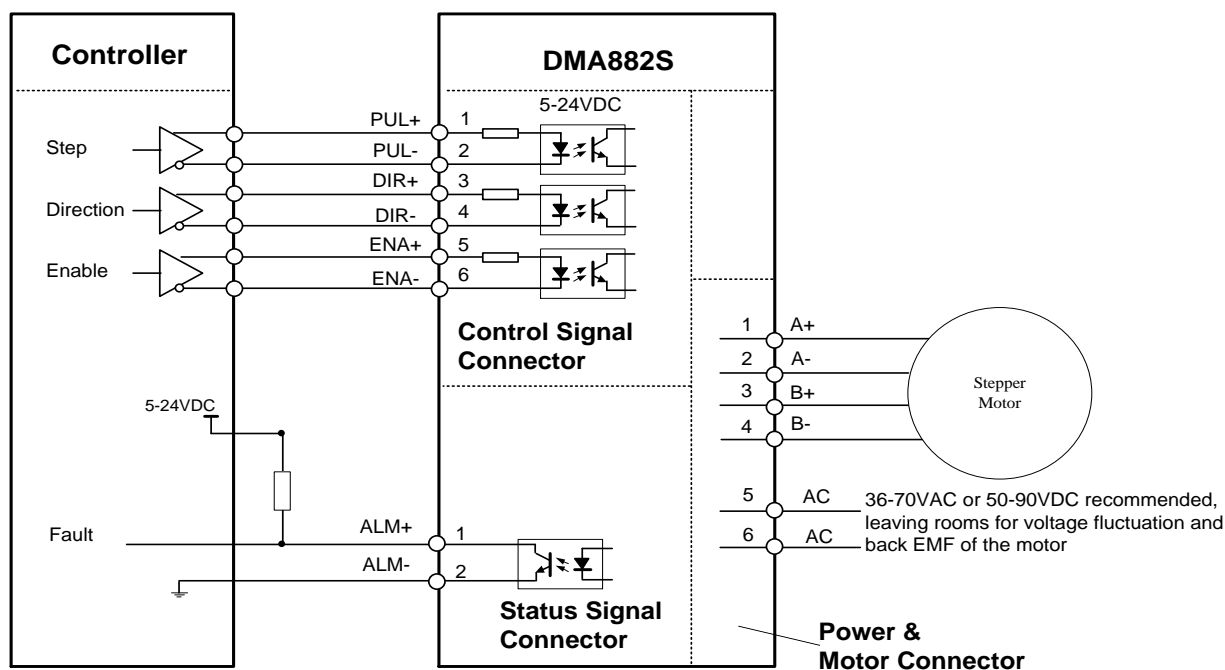 Controller
DMA882S
5-24VDC
Step
PUL+
1
PUL-
2
Direction
DIR+
3
DIR-
4
Enable
ENA+
5
ENA-
6
Control Signal
Connector
1
A+
2
A-
3
B+
4
B-
Stepper
Motor
5
AC
6
AC
36-70VAC or 50-90VDC recommended,
leaving rooms for voltage fluctuation and
back EMF of the motor
5-24VDC
Fault
ALM+
1
ALM-
2
Status Signal
Connector
Power &
Motor Connector